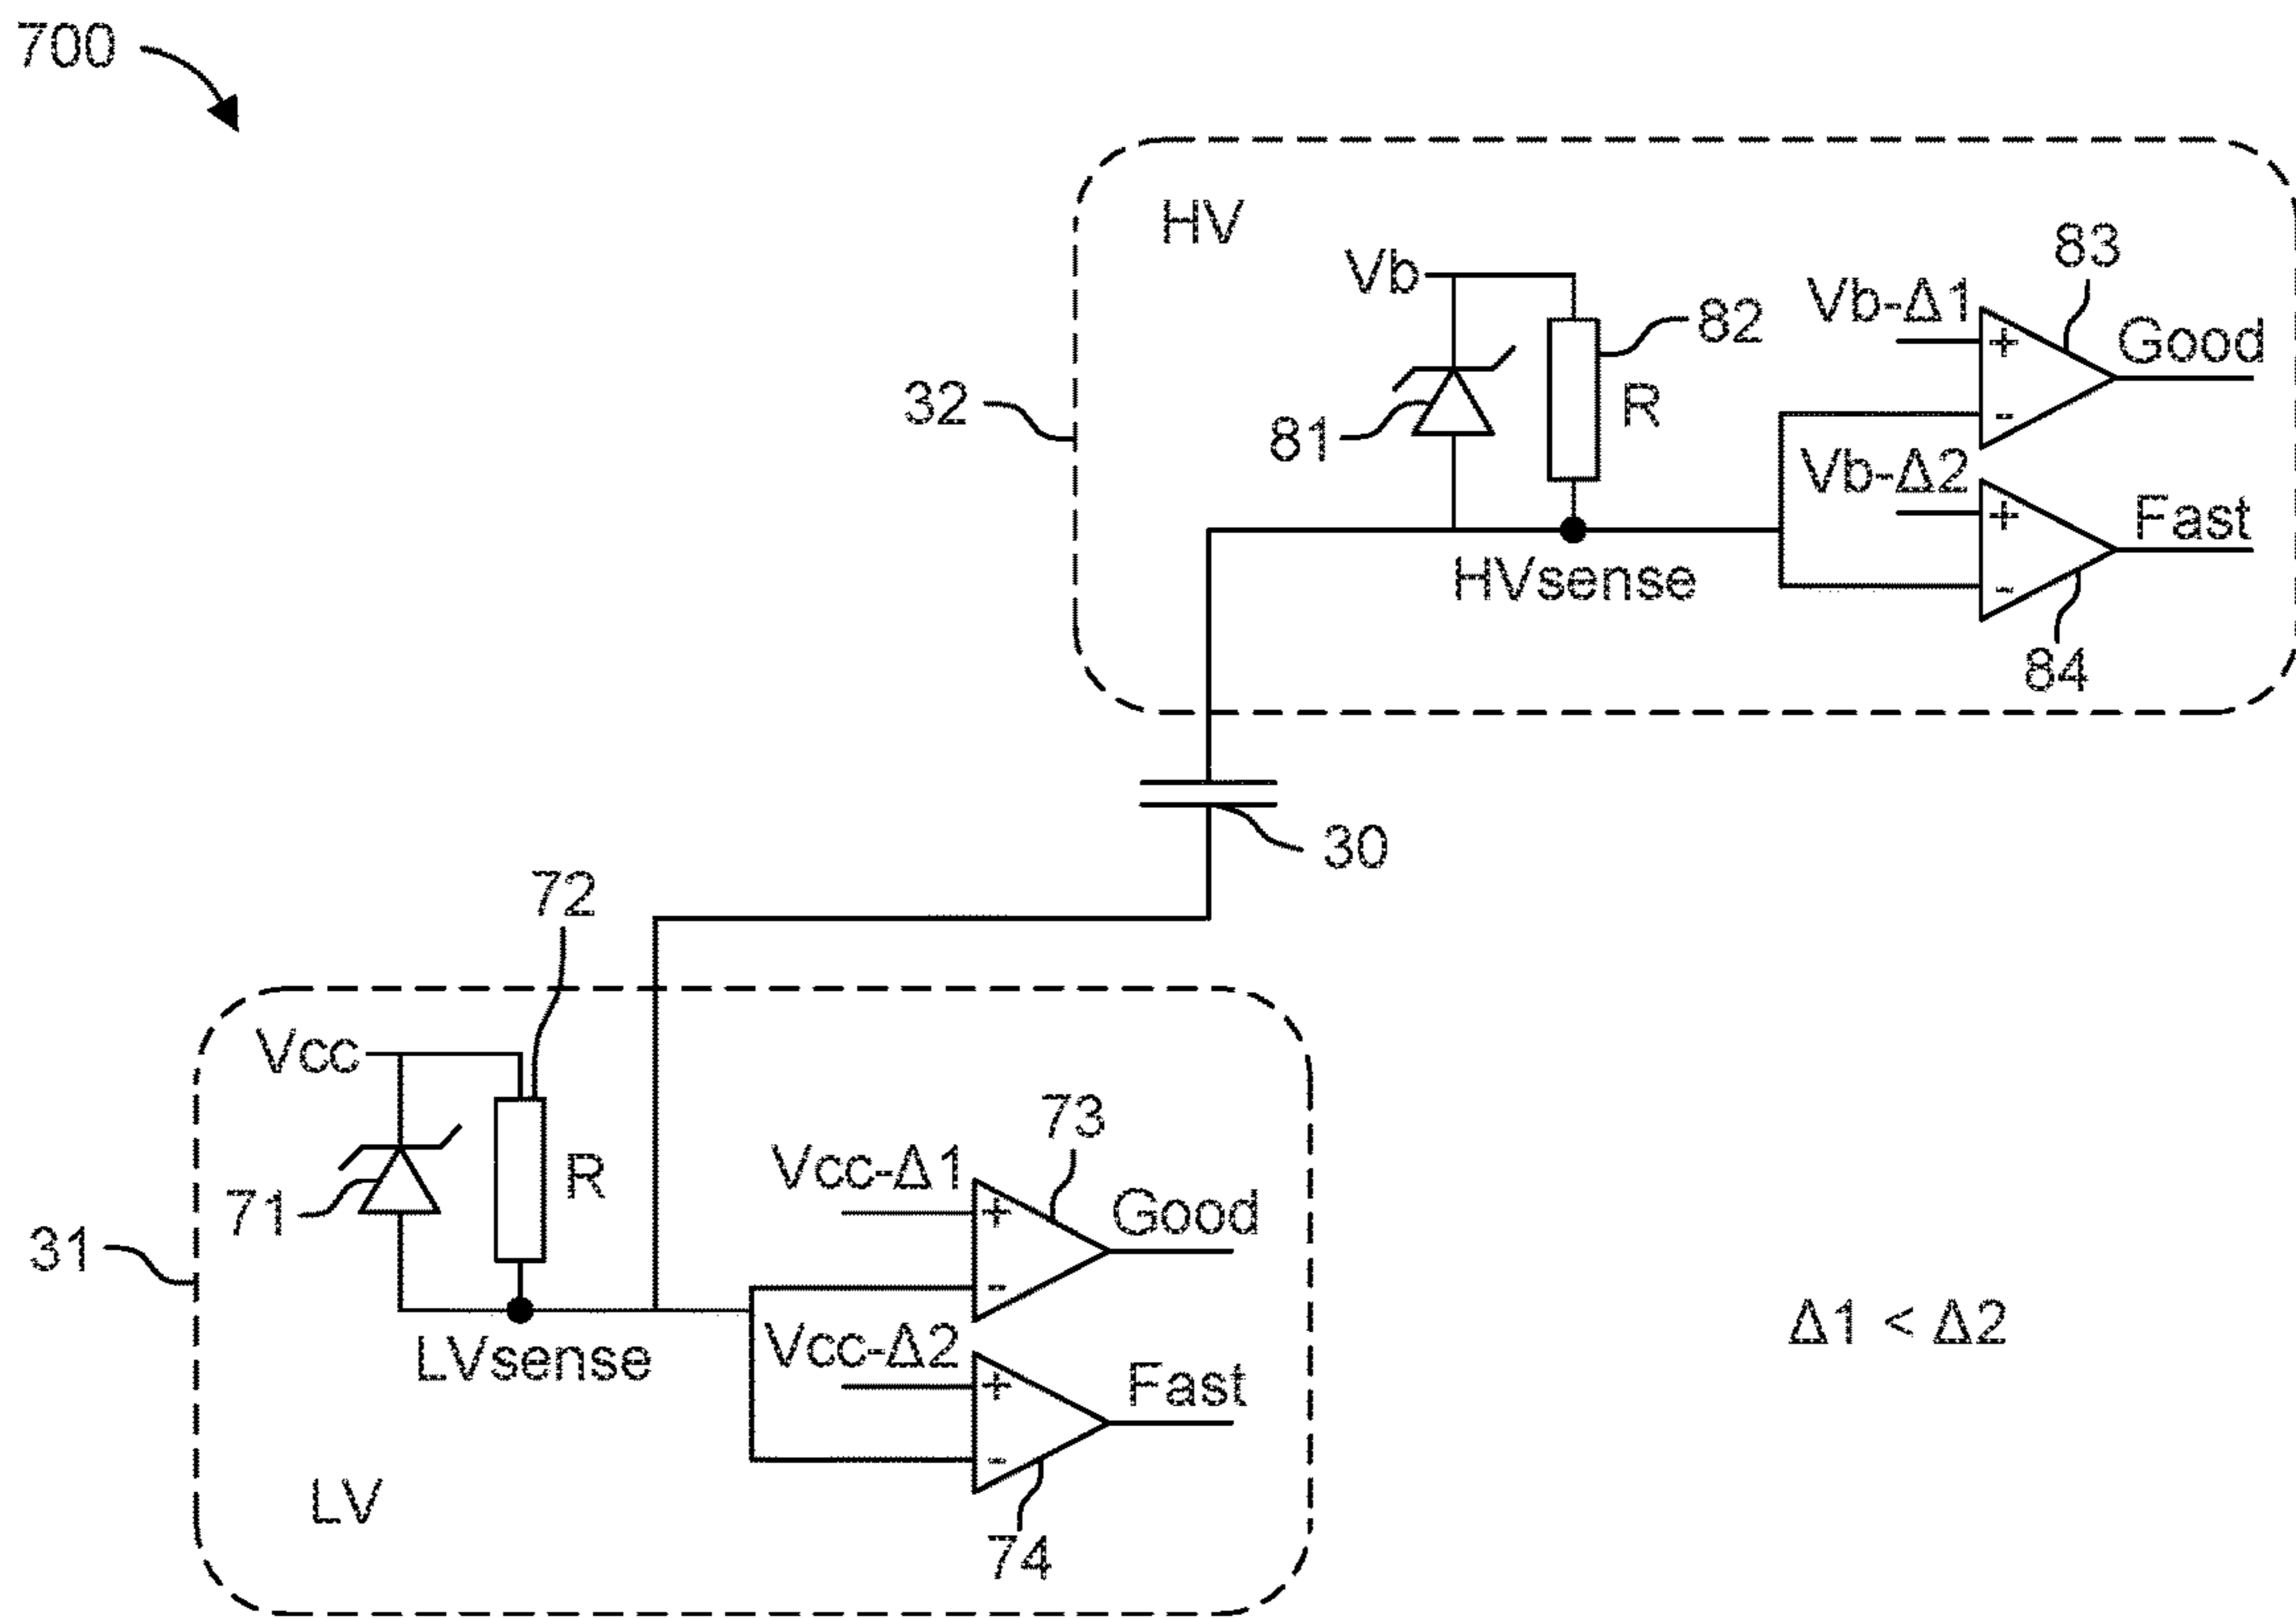 700
HV
Vb
83
Vb-Δ1
82
+
Good
32
R
-
81
Vb-Δ2
+
Fast
HVsense
-
84
30
72
Vcc
73
Vcc-Δ1
R
+
Good
71
31
-
Δ1 < Δ2
LVsense
Vcc-Δ2
+
Fast
-
LV
74